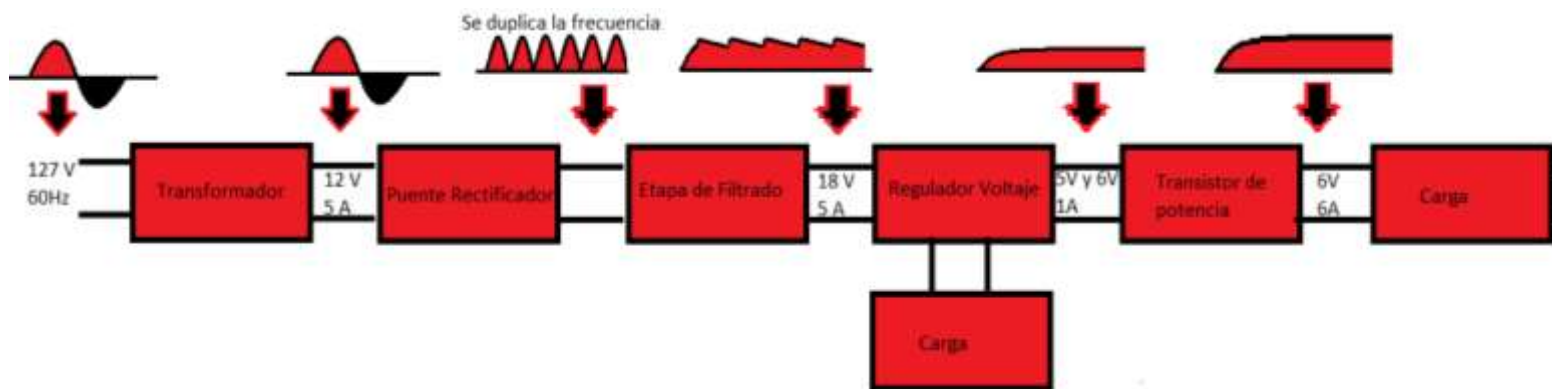 Se duplica la frecuencia
127 V
60Hz
Transformador
12 V
5 A
Puente Rectificador
Etapa de Filtrado
18 V
5 A
Regulador Voltaje
5V y 6V
1A
Transistor de
potencia
6V
6A
Carga
Carga